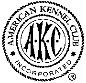 AMERICAN KENNEL CLUB
AKC
INCORPORATED
®